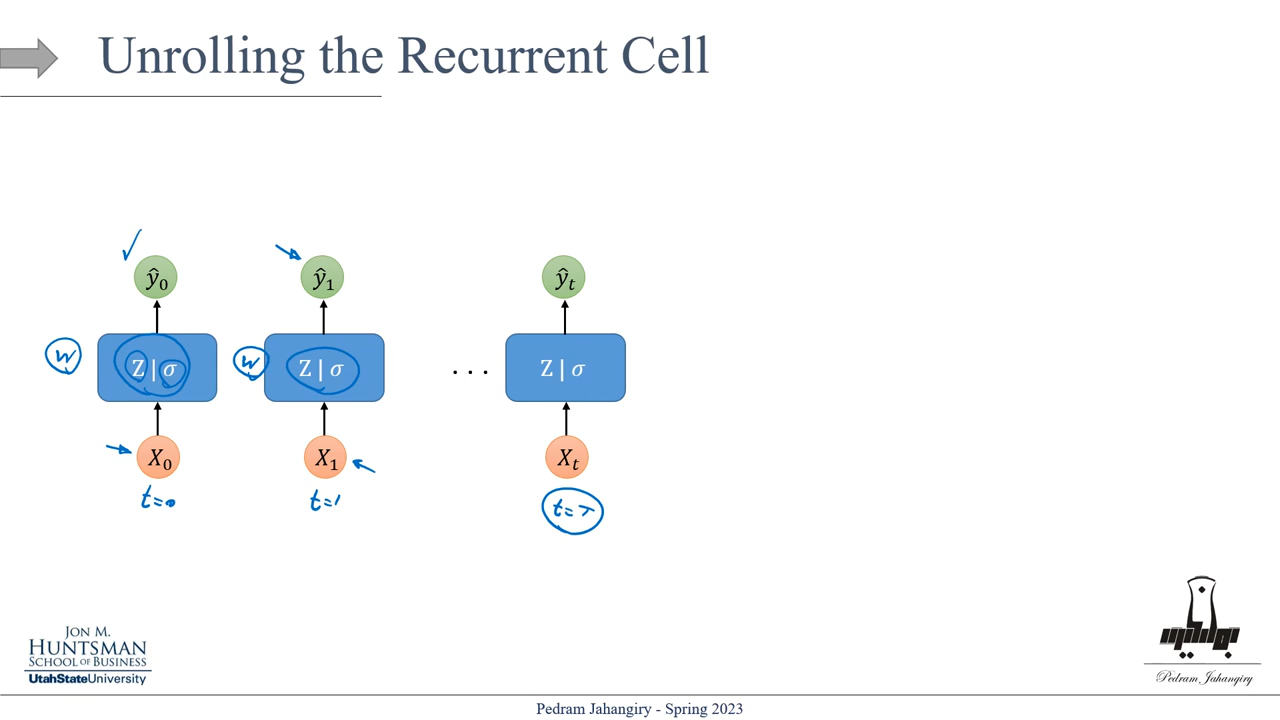 Unrolling the Recurrent Cell
ŷ₀ ŷ₁ ŷₜ
W Z | σ W Z | σ . . . Z | σ
X₀ X₁ Xₜ
t=0 t=1 t=T
JON M.
HUNTSMAN
SCHOOL OF BUSINESS
UtahStateUniversity
Pedram Jahangiry
Pedram Jahangiry - Spring 2023